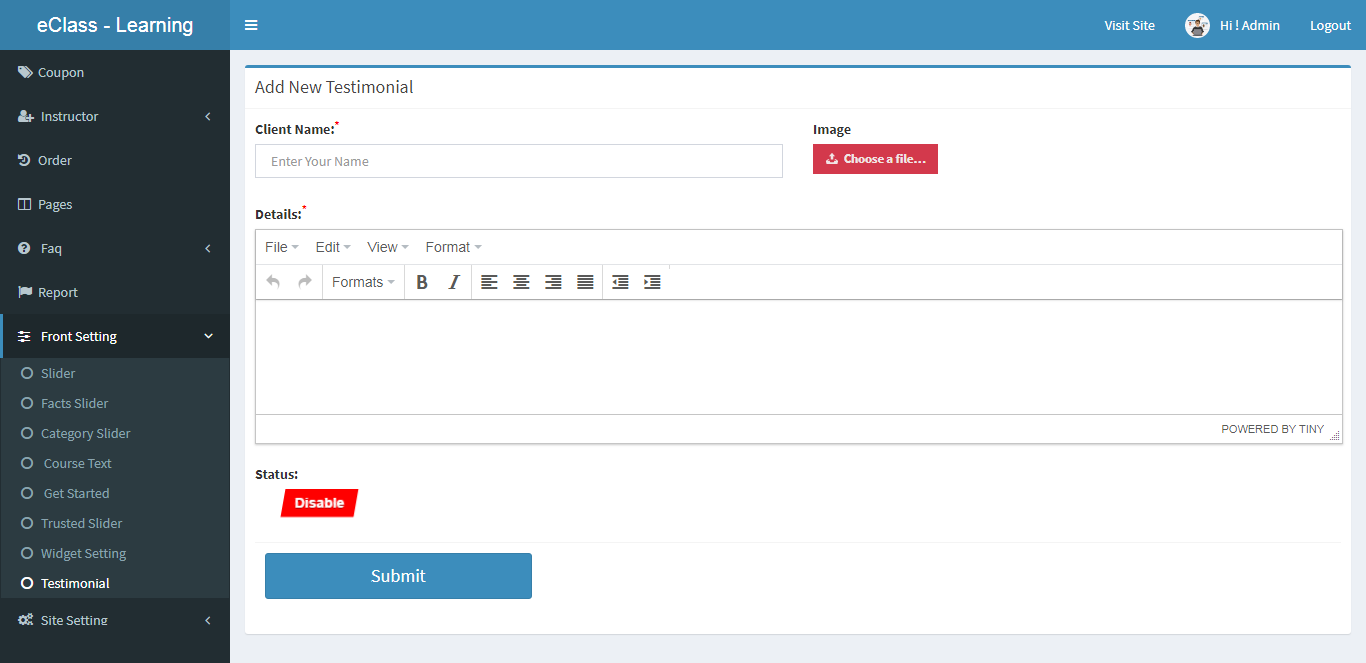 eClass - Learning
Visit Site
Hi ! Admin
Logout
Coupon
Instructor
Order
Pages
Faq
Report
Front Setting
Slider
Facts Slider
Category Slider
Course Text
Get Started
Trusted Slider
Widget Setting
Testimonial
Site Setting
Add New Testimonial
Client Name:*
Enter Your Name
Image
Choose a file...
Details:*
File Edit View Format
Formats B I
POWERED BY TINY
Status:
Disable
Submit